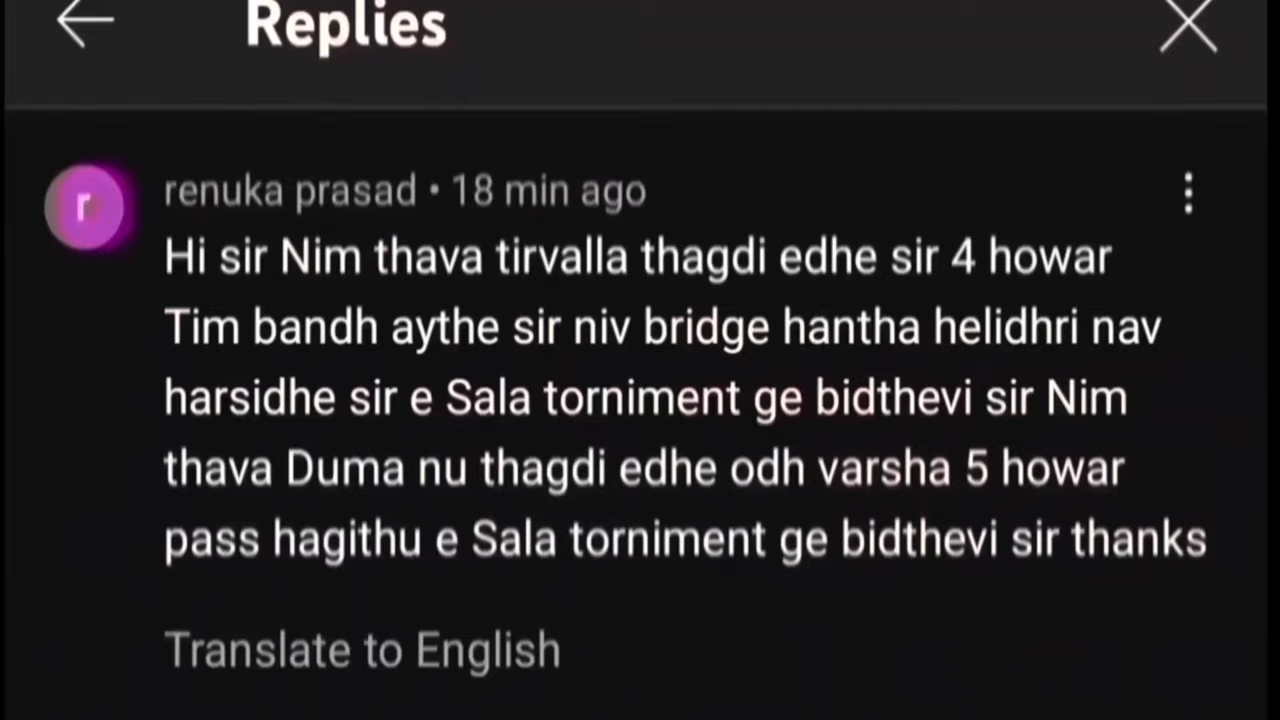 Replies
r
renuka prasad • 18 min ago
Hi sir Nim thava tirvalla thagdi edhe sir 4 howar
Tim bandh aythe sir niv bridge hantha helidhri nav
harsidhe sir e Sala torniment ge bidthevi sir Nim
thava Duma nu thagdi edhe odh varsha 5 howar
pass hagithu e Sala torniment ge bidthevi sir thanks
Translate to English